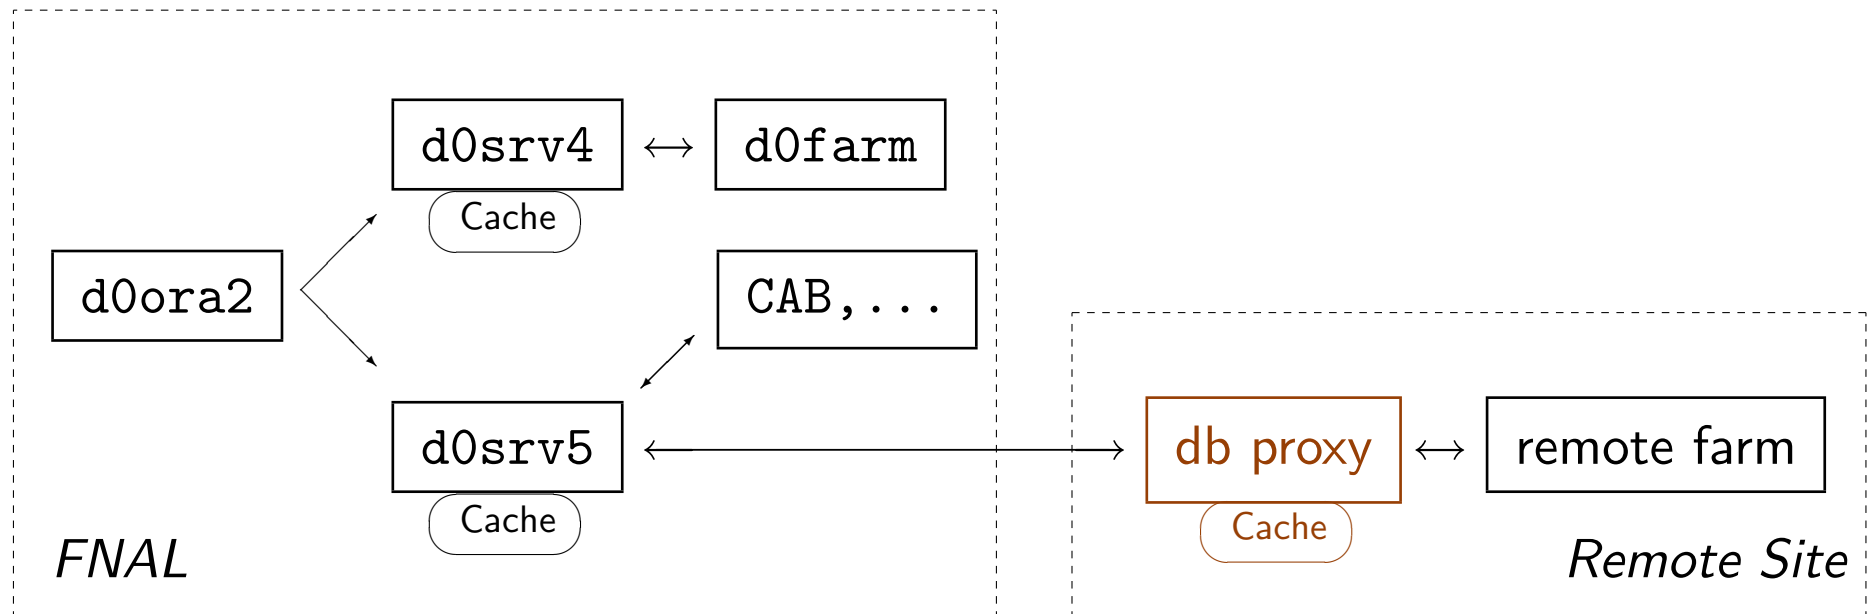 d0srv4
d0farm
Cache
d0ora2
CAB,...
d0srv5
db proxy
remote farm
Cache
Cache
FNAL
Remote Site